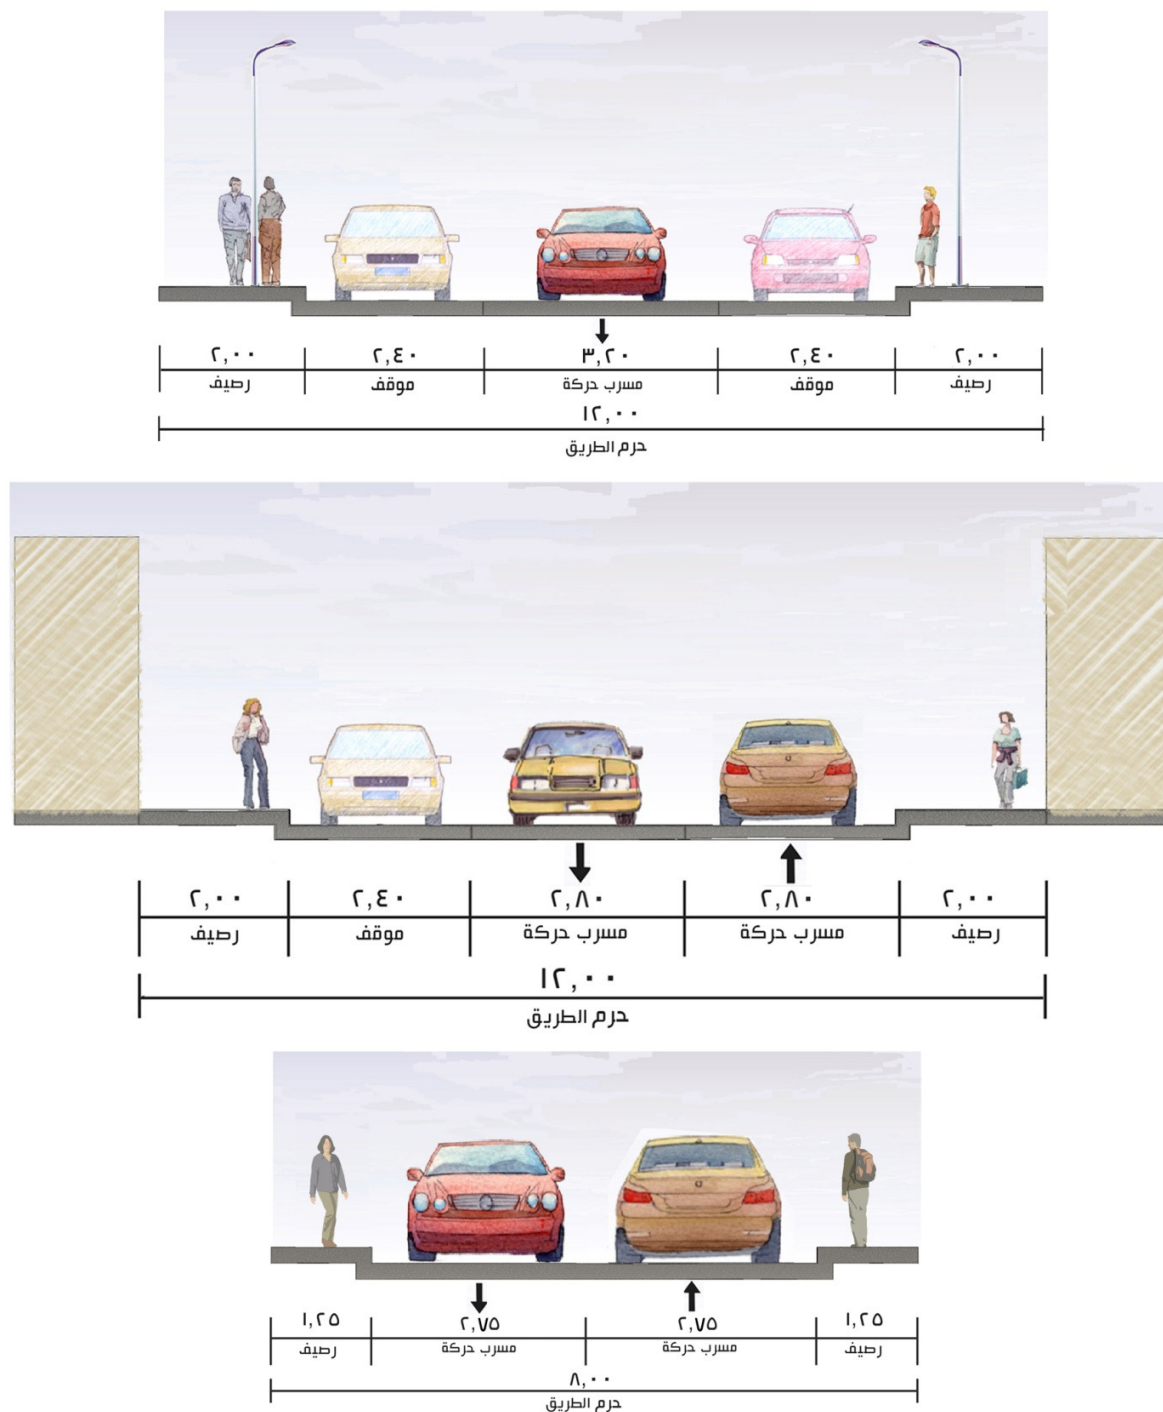 ٢,٠٠ ٢,٤٠ ٣,٢٠ ٢,٤٠ ٢,٠٠
رصيف موقف مسرب حركة موقف رصيف
١٢,٠٠
حرم الطريق
٢,٠٠ ٢,٤٠ ٢,٨٠ ٢,٨٠ ٢,٠٠
رصيف موقف مسرب حركة مسرب حركة رصيف
١٢,٠٠
حرم الطريق
١,٢٥ ٢,٧٥ ٢,٧٥ ١,٢٥
رصيف مسرب حركة مسرب حركة رصيف
٨,٠٠
حرم الطريق